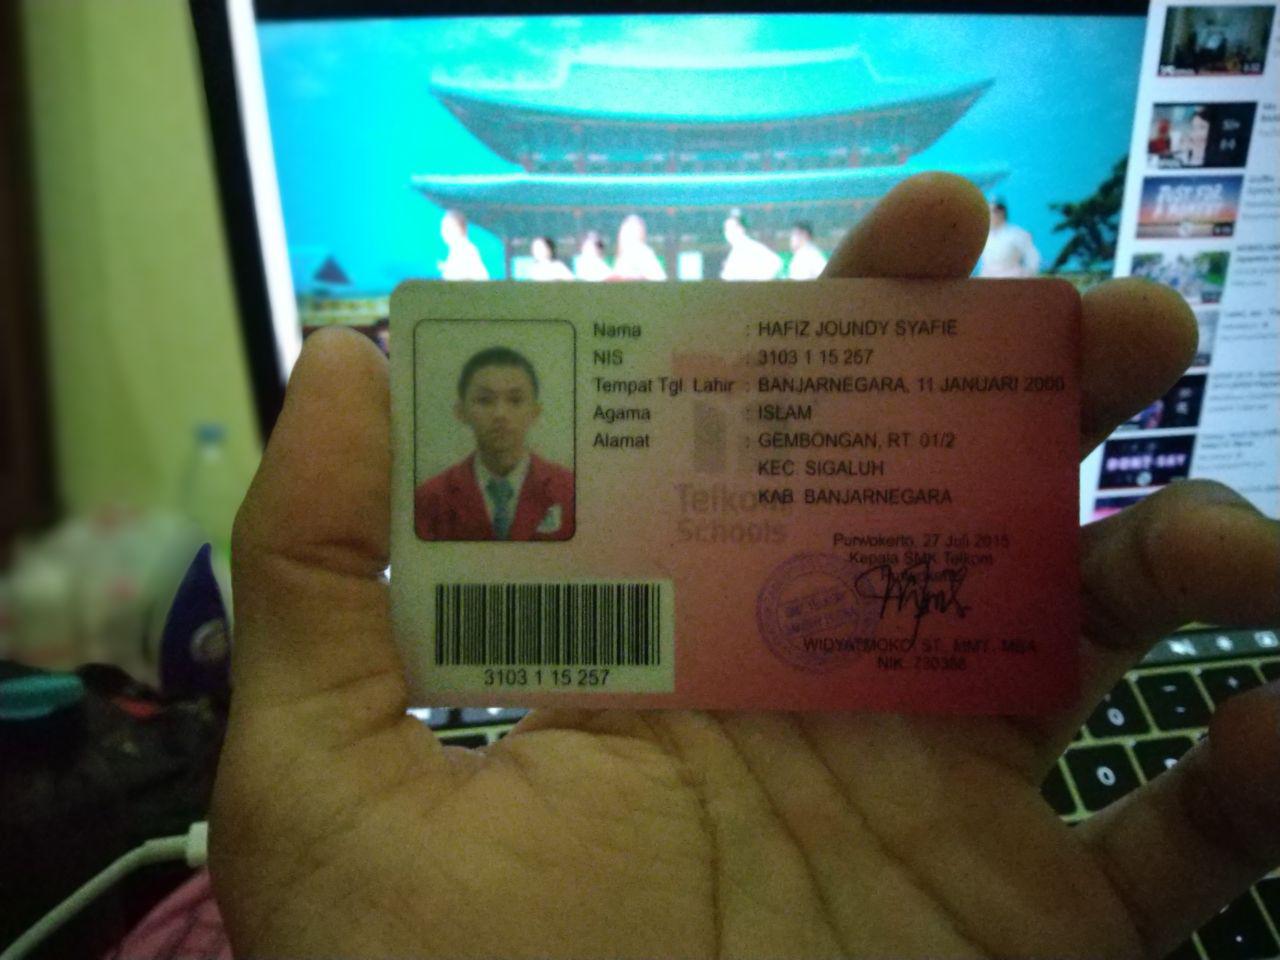 Nama : HAFIZ JOUNDY SYAFIE
NIS : 3103 1 15 257
Tempat Tgl. Lahir : BANJARNEGARA, 11 JANUARI 2000
Agama : ISLAM
Alamat : GEMBONGAN, RT 01/2
KEC. SIGALUH
KAB. BANJARNEGARA
Telkom
Schools
Purwokerto, 27 Juli 2015
Kepala SMK Telkom
WIDYATMOKO, ST, MMT, MBA
NIK. 730388
3103 1 15 257